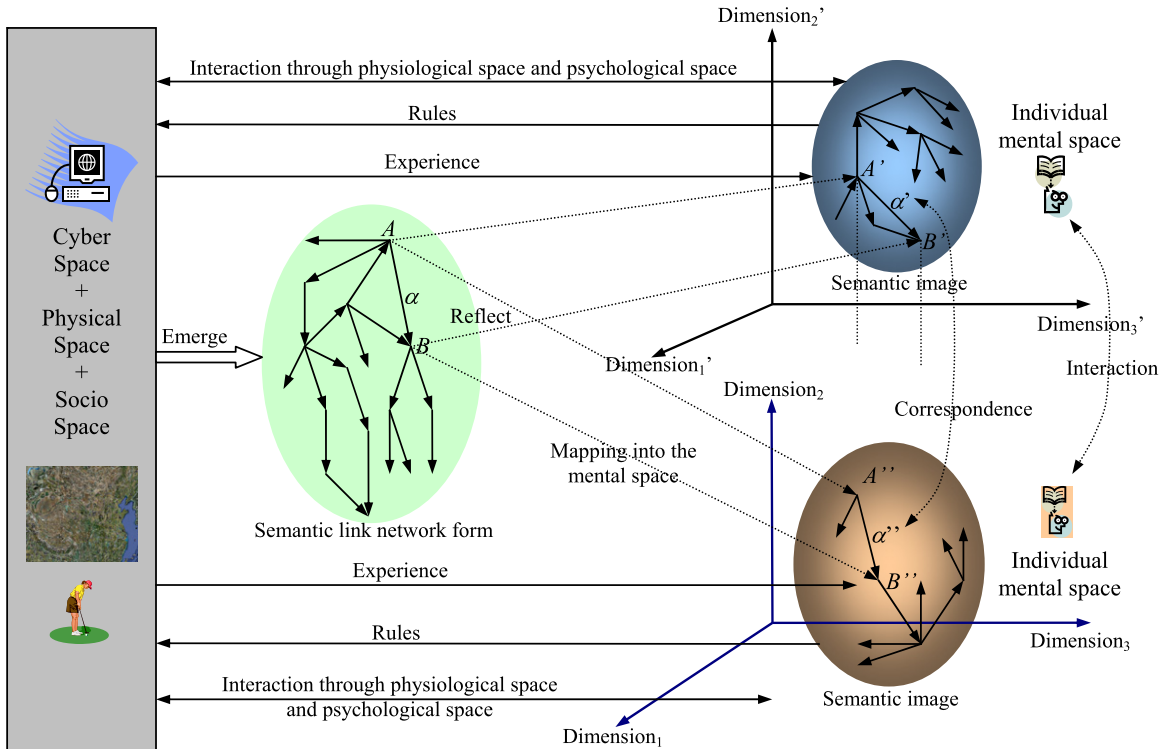 Dimension₂’
Interaction through physiological space and psychological space
Rules
Individual
mental space
Experience
A’
α’
B’
Semantic image
Cyber
Space
+
Physical
Space
+
Socio
Space
A
α
B
Reflect
Emerge
Dimension₃’
Dimension₁’
Interaction
Dimension₂
Correspondence
Mapping into the
mental space
Semantic link network form
A’’
α’’
B’’
Individual
mental space
Experience
Rules
Dimension₃
Interaction through physiological space
and psychological space
Semantic image
Dimension₁